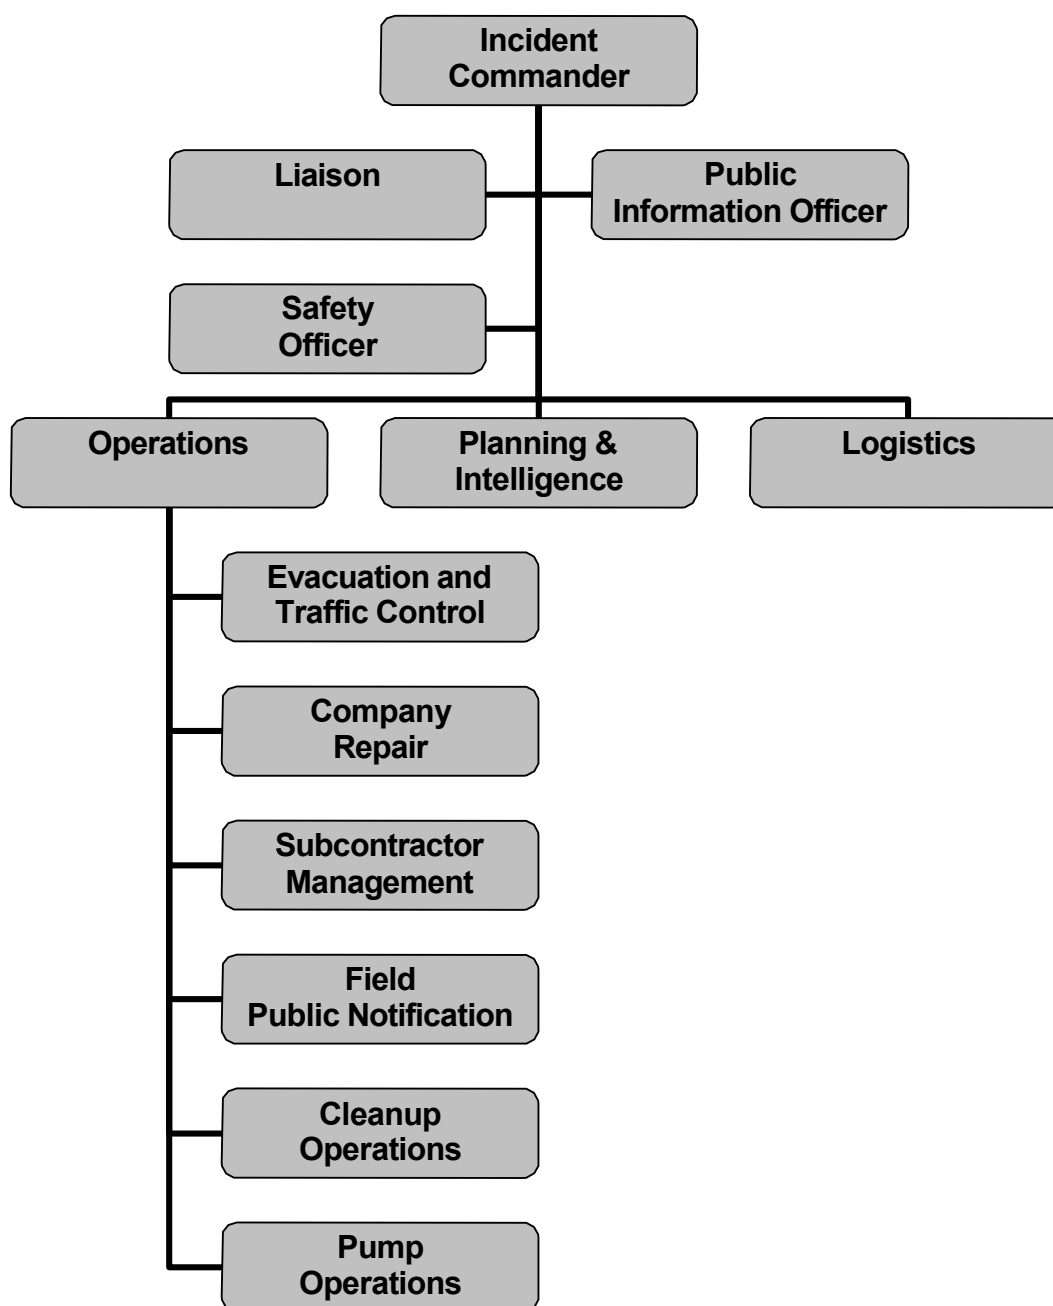 Incident
Commander
Liaison
Public
Information Officer
Safety
Officer
Operations
Planning &
Intelligence
Logistics
Evacuation and
Traffic Control
Company
Repair
Subcontractor
Management
Field
Public Notification
Cleanup
Operations
Pump
Operations